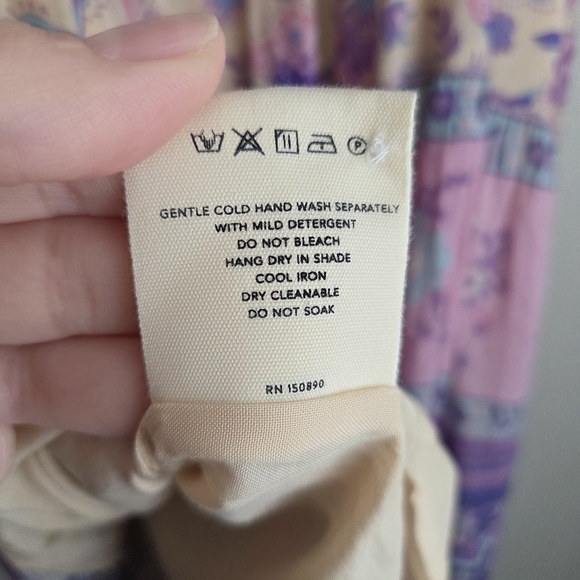 P
GENTLE COLD HAND WASH SEPARATELY
WITH MILD DETERGENT
DO NOT BLEACH
HANG DRY IN SHADE
COOL IRON
DRY CLEANABLE
DO NOT SOAK
RN 150890